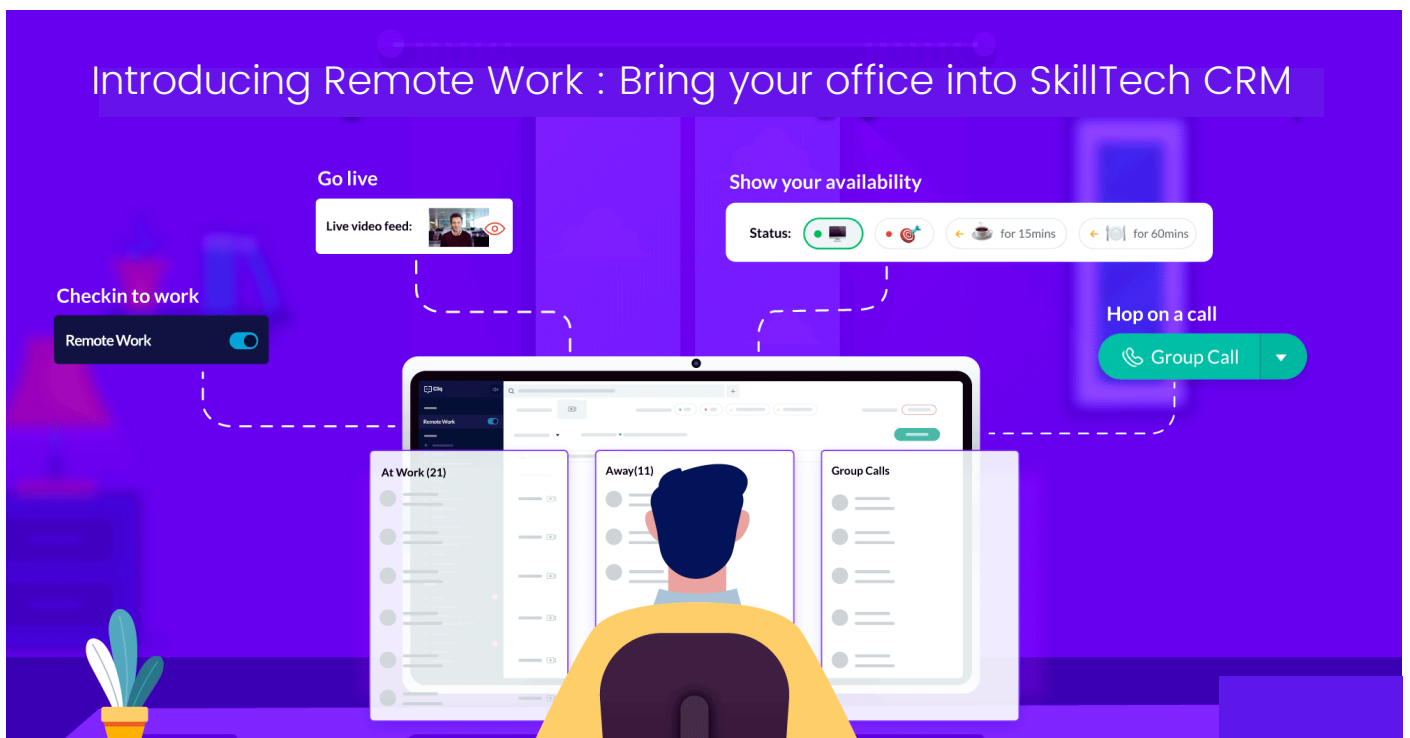 Introducing Remote Work : Bring your office into SkillTech CRM
Go live
Live video feed:
Show your availability
Status:
for 15mins
for 60mins
Checkin to work
Remote Work
Hop on a call
Group Call
Cliq
Remote Work
At Work (21)
Away(11)
Group Calls